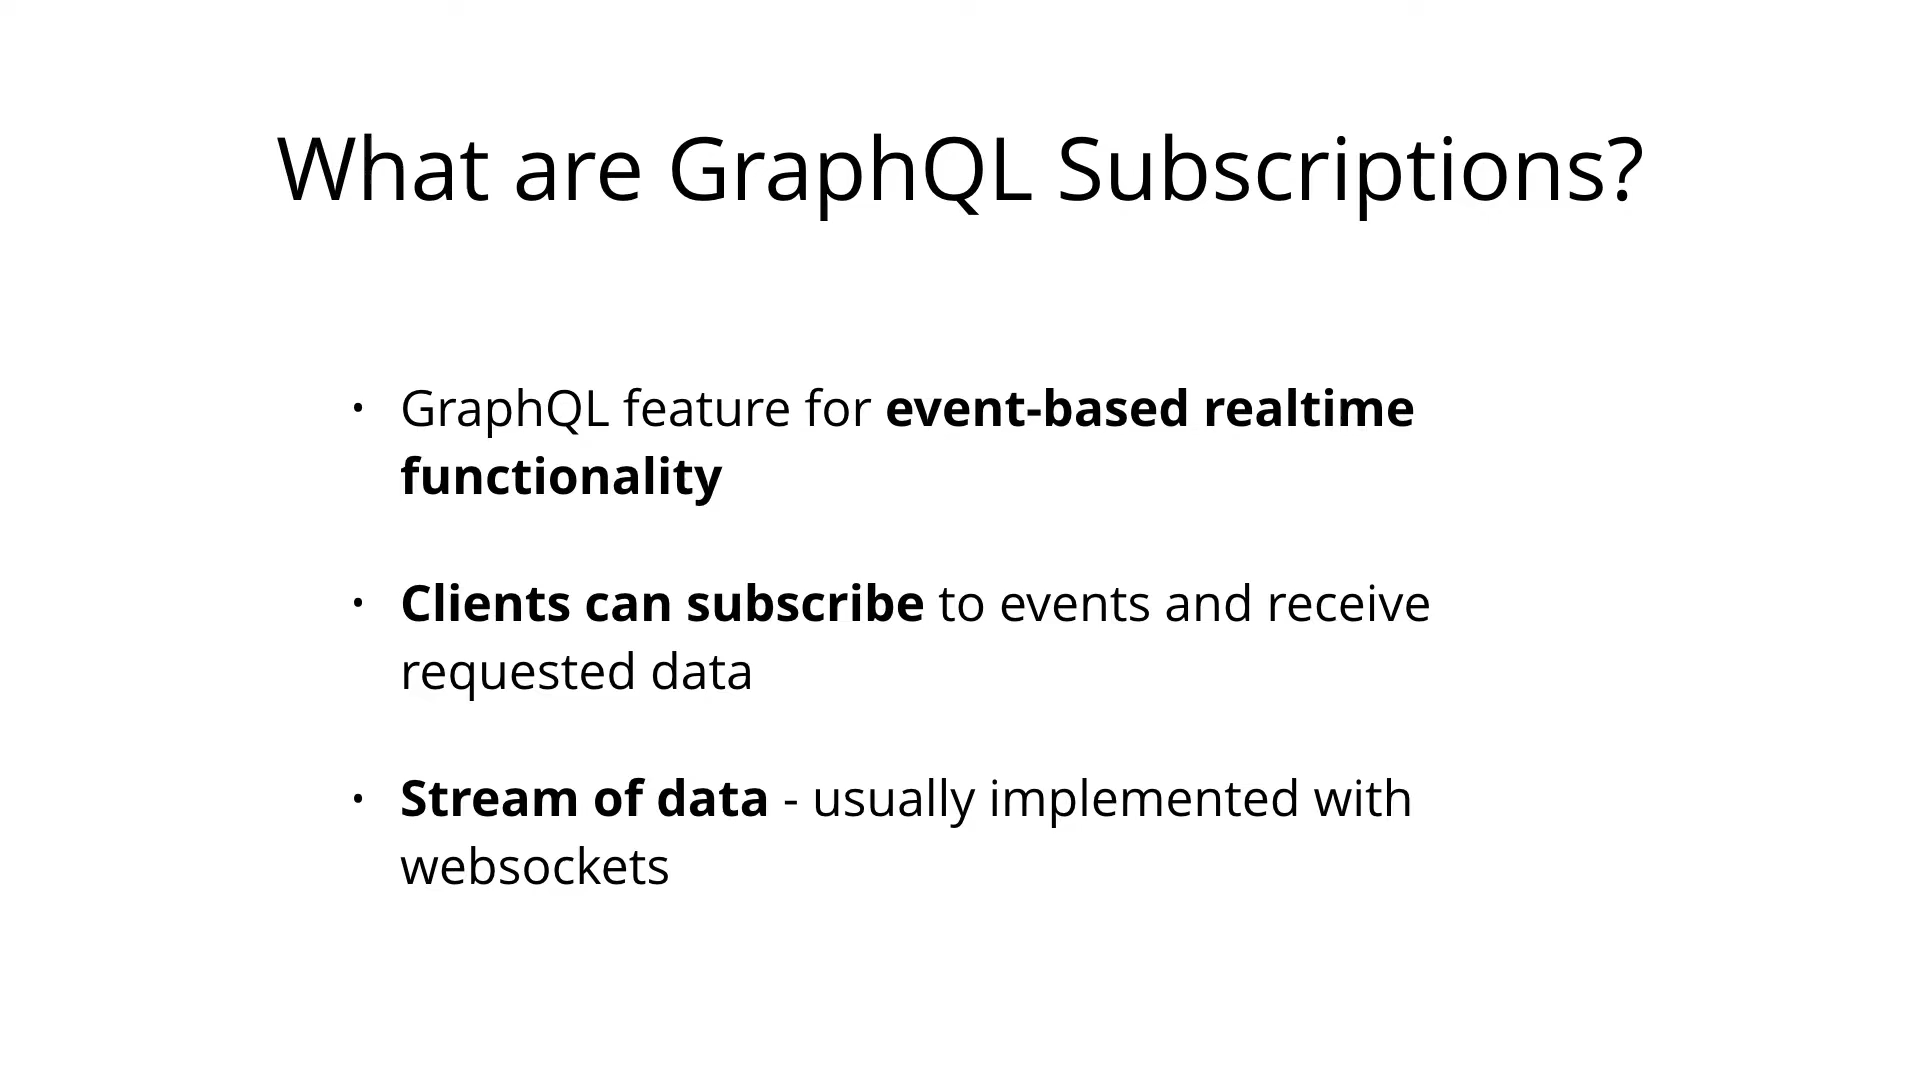 What are GraphQL Subscriptions?
• GraphQL feature for event-based realtime
functionality
• Clients can subscribe to events and receive
requested data
• Stream of data - usually implemented with
websockets